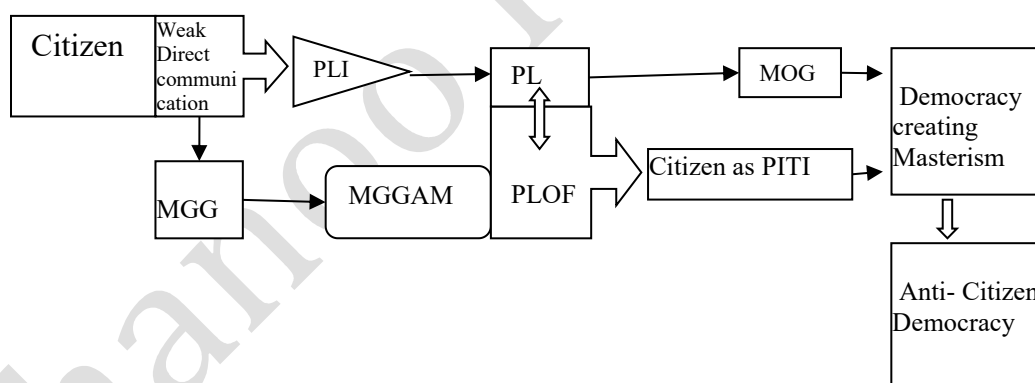 Citizen
Weak
Direct
communi
cation
PLI
PL
MOG
Democracy
creating
Masterism
MGG
MGGAM
PLOF
Citizen as PITI
Anti- Citizen
Democracy